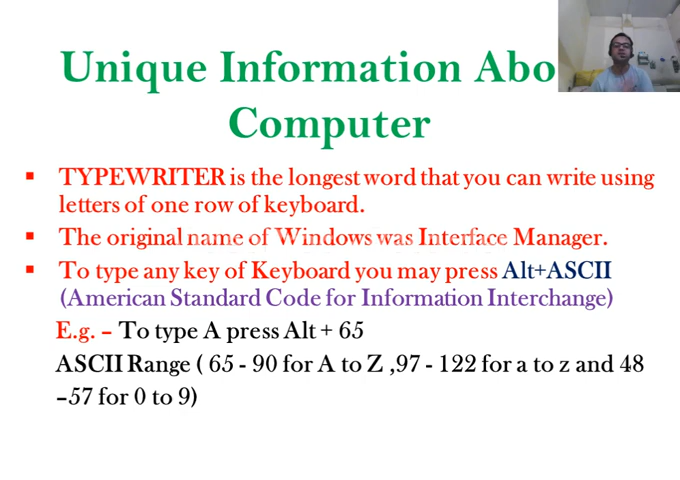 Unique Information Abo
Computer
▪ TYPEWRITER is the longest word that you can write using
letters of one row of keyboard.
▪ The original name of Windows was Interface Manager.
▪ To type any key of Keyboard you may press Alt+ASCII
(American Standard Code for Information Interchange)
E.g. – To type A press Alt + 65
ASCII Range ( 65 - 90 for A to Z ,97 - 122 for a to z and 48
–57 for 0 to 9)